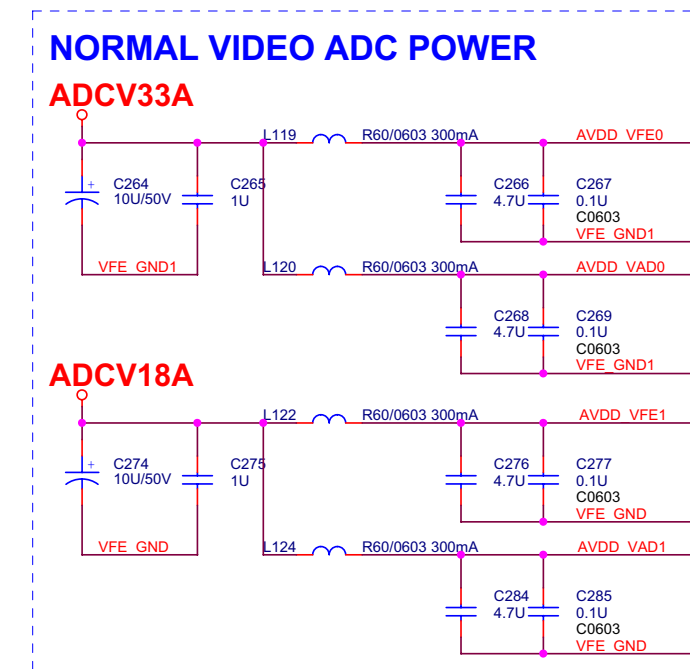 NORMAL VIDEO ADC POWER
ADCV33A
L119 R60/0603 300mA AVDD_VFE0
C264 C265 C266 C267
10U/50V 1U 4.7U 0.1U
C0603
VFE_GND1
VFE_GND1 L120 R60/0603 300mA AVDD_VAD0
C268 C269
4.7U 0.1U
C0603
VFE_GND1
ADCV18A
L122 R60/0603 300mA AVDD_VFE1
C274 C275 C276 C277
10U/50V 1U 4.7U 0.1U
C0603
VFE_GND
VFE_GND L124 R60/0603 300mA AVDD_VAD1
C284 C285
4.7U 0.1U
C0603
VFE_GND